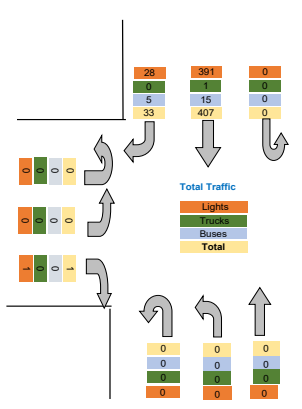 28 391 0
0 1 0
5 15 0
33 407 0
0 0 0 0
Total Traffic
Lights
0 0 0 0
Trucks
Buses
Total
1 0 0 1
0 0 0
0 0 0
0 0 0
0 0 0